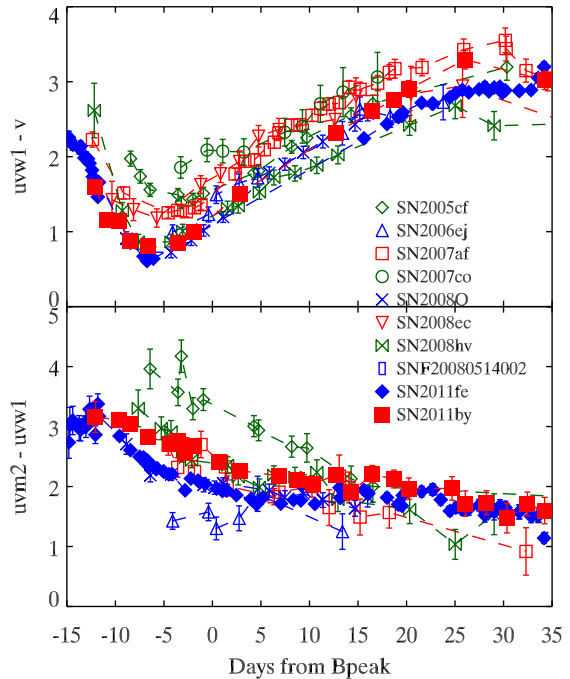 4
3
2
1
0
uvw1 - v
SN2005cf
SN2006ej
SN2007af
SN2007co
SN2008Q
SN2008ec
SN2008hv
SNF20080514002
SN2011fe
SN2011by
5
4
3
2
1
0
uvm2 - uvw1
-15 -10 -5 0 5 10 15 20 25 30 35
Days from Bpeak